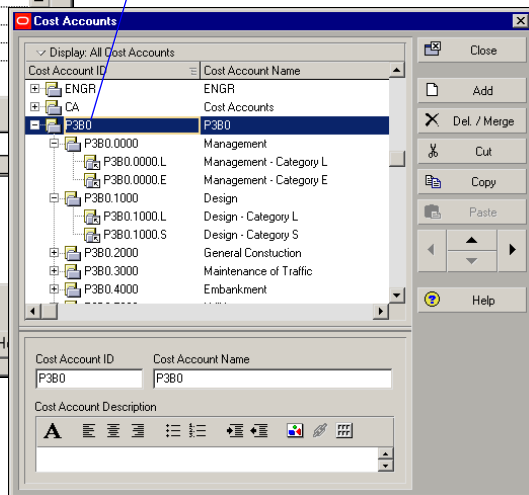 Cost Accounts
Display: All Cost Accounts
Close
Cost Account ID Cost Account Name
ENGR ENGR
Add
CA Cost Accounts
P3B0 P3B0
Del. / Merge
P3B0.0000 Management
Cut
P3B0.0000.L Management - Category L
P3B0.0000.E Management - Category E
Copy
P3B0.1000 Design
P3B0.1000.L Design - Category L
Paste
P3B0.1000.S Design - Category S
P3B0.2000 General Constuction
P3B0.3000 Maintenance of Traffic
P3B0.4000 Embankment
Help
Cost Account ID Cost Account Name
P3B0 P3B0
Cost Account Description
A